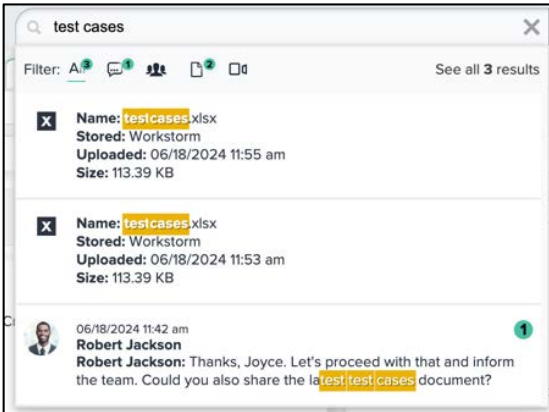 test cases
Filter: All 3 1 2 See all 3 results
X Name: testcases.xlsx
Stored: Workstorm
Uploaded: 06/18/2024 11:55 am
Size: 113.39 KB
X Name: testcases.xlsx
Stored: Workstorm
Uploaded: 06/18/2024 11:53 am
Size: 113.39 KB
06/18/2024 11:42 am 1
Robert Jackson
Robert Jackson: Thanks, Joyce. Let's proceed with that and inform
the team. Could you also share the latest test cases document?